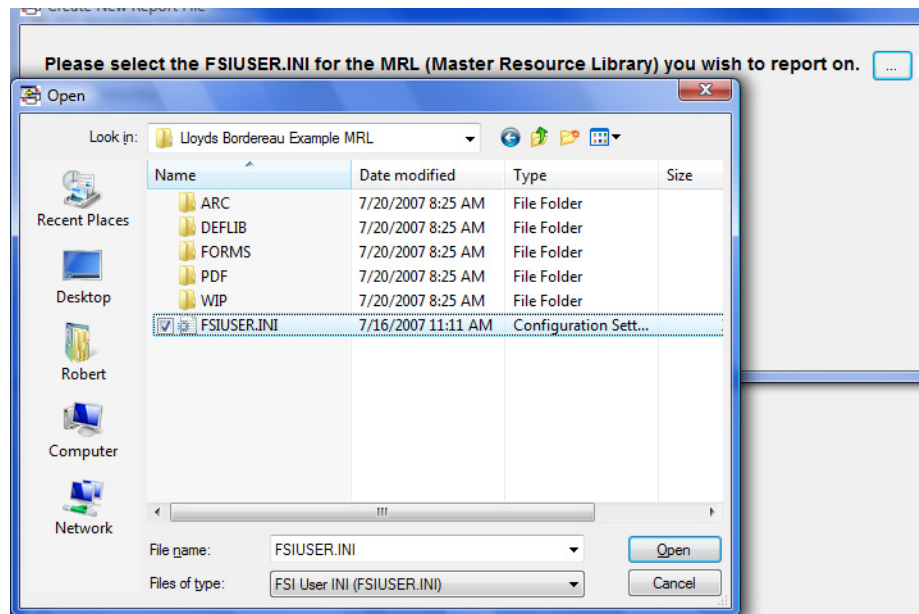 Create New Report File
Please select the FSIUSER.INI for the MRL (Master Resource Library) you wish to report on. ...
Open
Look in: Lloyds Bordereau Example MRL
Name Date modified Type Size
ARC 7/20/2007 8:25 AM File Folder
DEFLIB 7/20/2007 8:25 AM File Folder
FORMS 7/20/2007 8:25 AM File Folder
PDF 7/20/2007 8:25 AM File Folder
WIP 7/20/2007 8:25 AM File Folder
FSIUSER.INI 7/16/2007 11:11 AM Configuration Sett...
Recent Places
Desktop
Robert
Computer
Network
File name: FSIUSER.INI Open
Files of type: FSI User INI (FSIUSER.INI) Cancel